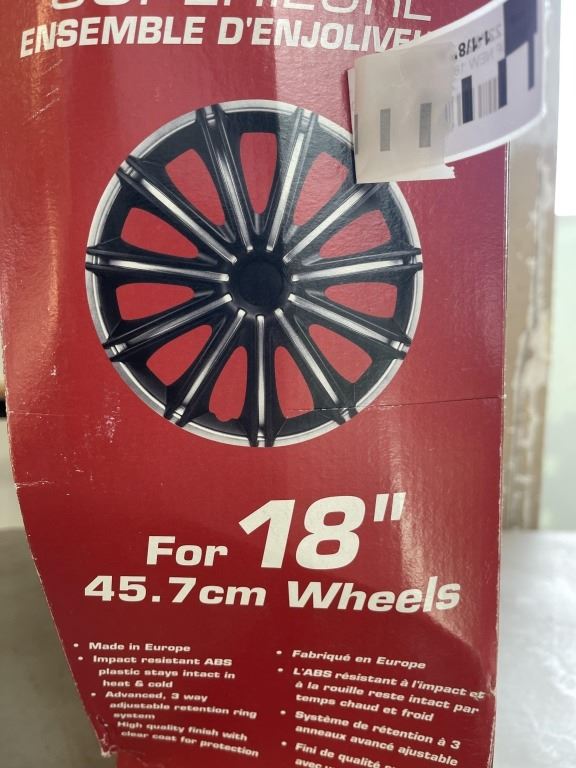 ENSEMBLE D'ENJOLIVE
For 18"
45.7cm Wheels
• Made in Europe
• Impact resistant ABS
plastic stays intact in
heat & cold
• Advanced, 3 way
adjustable retention ring
system
High quality finish with
clear coat for protection
• Fabriqué en Europe
• L'ABS résistant à l'impact et
à la rouille reste intact par
temps chaud et froid
• Système de rétention à 3
anneaux avancé ajustable
• Fini de qualité